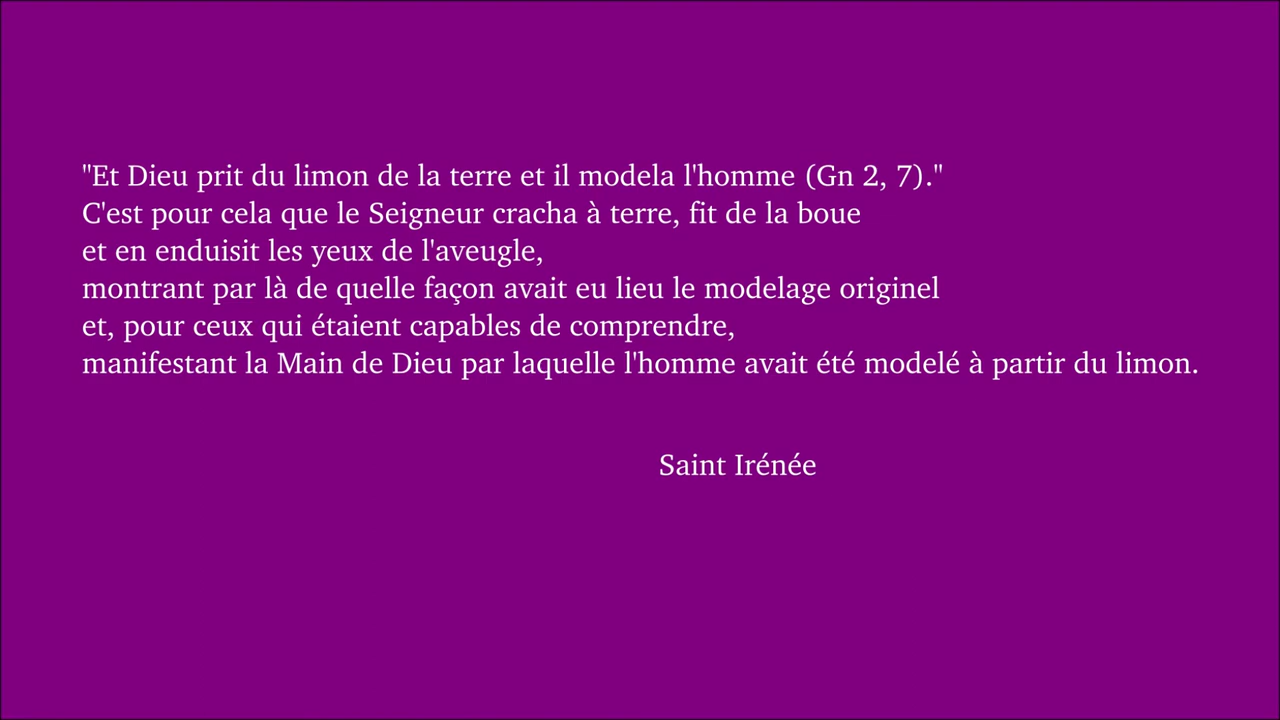 "Et Dieu prit du limon de la terre et il modela l'homme (Gn 2, 7)."
C'est pour cela que le Seigneur cracha à terre, fit de la boue
et en enduisit les yeux de l'aveugle,
montrant par là de quelle façon avait eu lieu le modelage originel
et, pour ceux qui étaient capables de comprendre,
manifestant la Main de Dieu par laquelle l'homme avait été modelé à partir du limon.
Saint Irénée